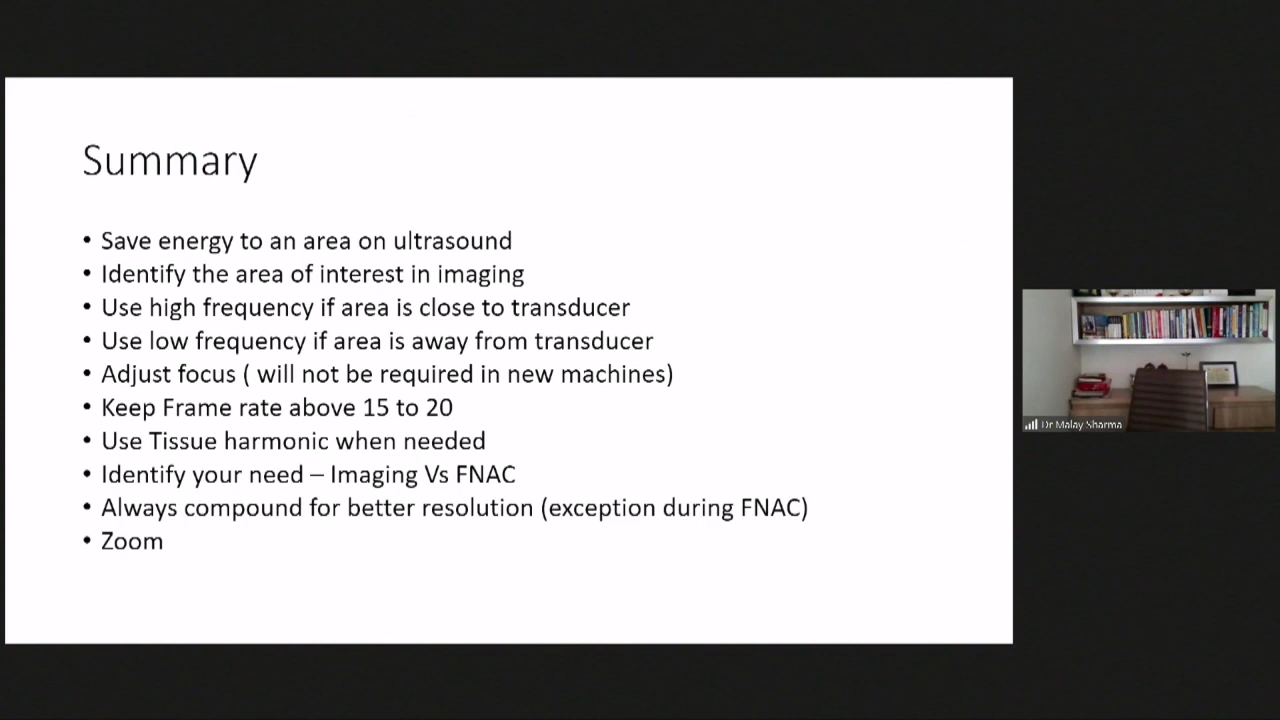 Summary
• Save energy to an area on ultrasound
• Identify the area of interest in imaging
• Use high frequency if area is close to transducer
• Use low frequency if area is away from transducer
• Adjust focus ( will not be required in new machines)
• Keep Frame rate above 15 to 20
• Use Tissue harmonic when needed
• Identify your need – Imaging Vs FNAC
• Always compound for better resolution (exception during FNAC)
• Zoom
Dr Malay Sharma